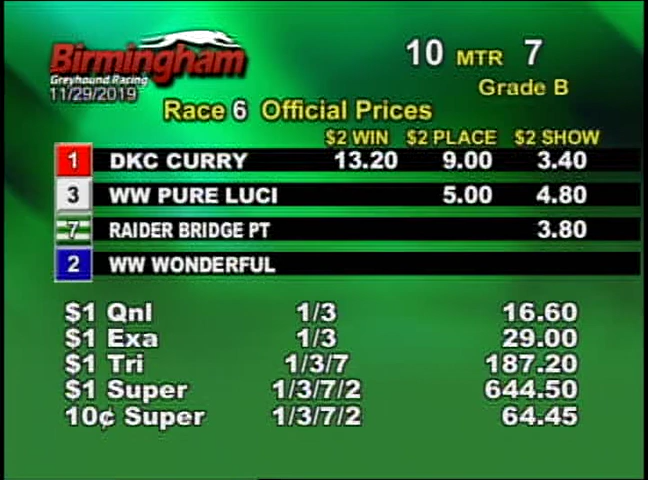 Birmingham
Greyhound Racing
11/29/2019
10 MTR 7
Grade B
Race 6 Official Prices
$2 WIN $2 PLACE $2 SHOW
1 DKC CURRY 13.20 9.00 3.40
3 WW PURE LUCI 5.00 4.80
7 RAIDER BRIDGE PT 3.80
2 WW WONDERFUL
$1 Qnl 1/3 16.60
$1 Exa 1/3 29.00
$1 Tri 1/3/7 187.20
$1 Super 1/3/7/2 644.50
10¢ Super 1/3/7/2 64.45